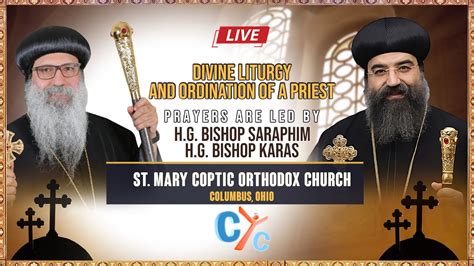 LIVE
DIVINE LITURGY
AND ORDINATION OF A PRIEST
PRAYERS ARE LED BY
H.G. BISHOP SARAPHIM
H.G. BISHOP KARAS
ST. MARY COPTIC ORTHODOX CHURCH
COLUMBUS, OHIO
CYC